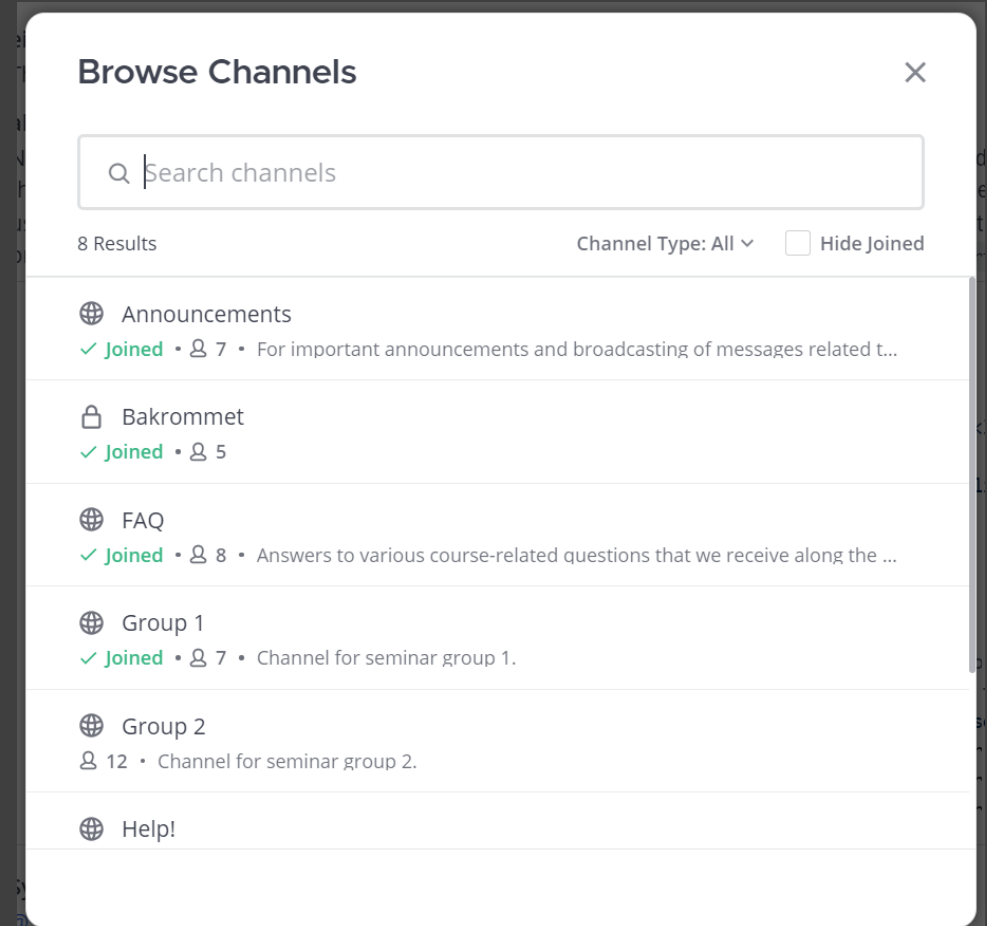 Browse Channels
Search channels
8 Results Channel Type: All Hide Joined
Announcements
Joined • 7 • For important announcements and broadcasting of messages related t...
Bakrommet
Joined • 5
FAQ
Joined • 8 • Answers to various course-related questions that we receive along the ...
Group 1
Joined • 7 • Channel for seminar group 1.
Group 2
12 • Channel for seminar group 2.
Help!